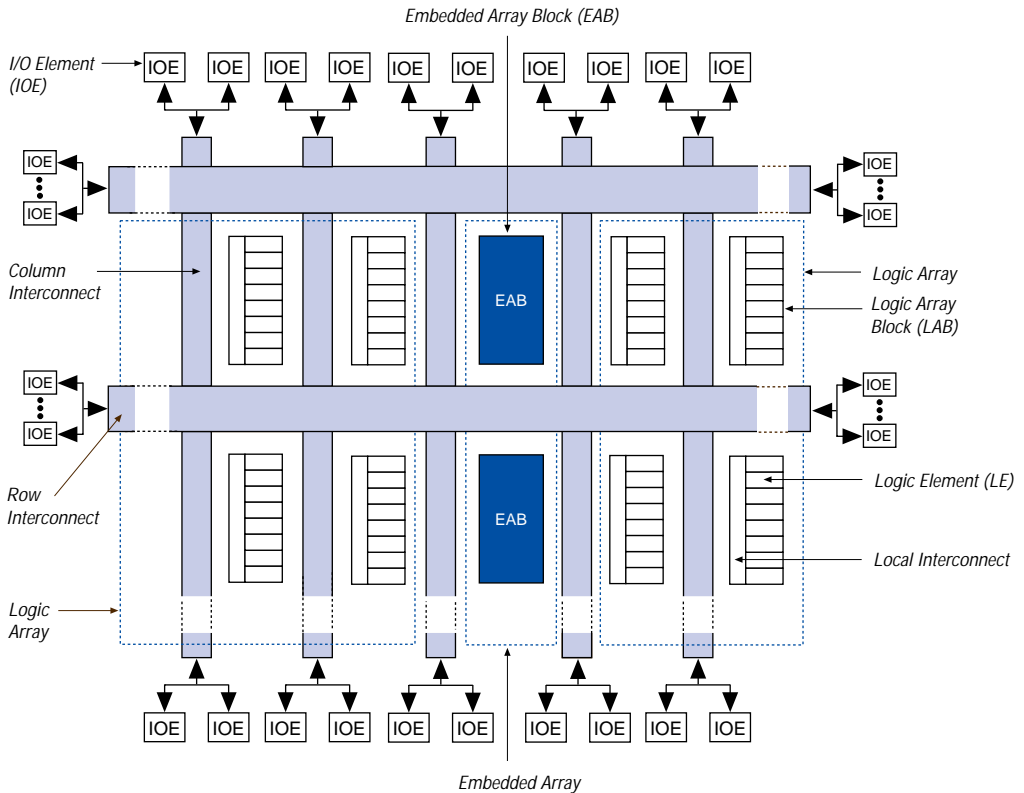 Embedded Array Block (EAB)
I/O Element
(IOE)
IOE IOE IOE IOE IOE IOE IOE IOE IOE IOE
IOE IOE
IOE IOE
Column
Interconnect
EAB
Logic Array
Logic Array
Block (LAB)
IOE IOE
IOE IOE
Row
Interconnect
EAB
Logic Element (LE)
Local Interconnect
Logic
Array
IOE IOE IOE IOE IOE IOE IOE IOE IOE IOE
Embedded Array